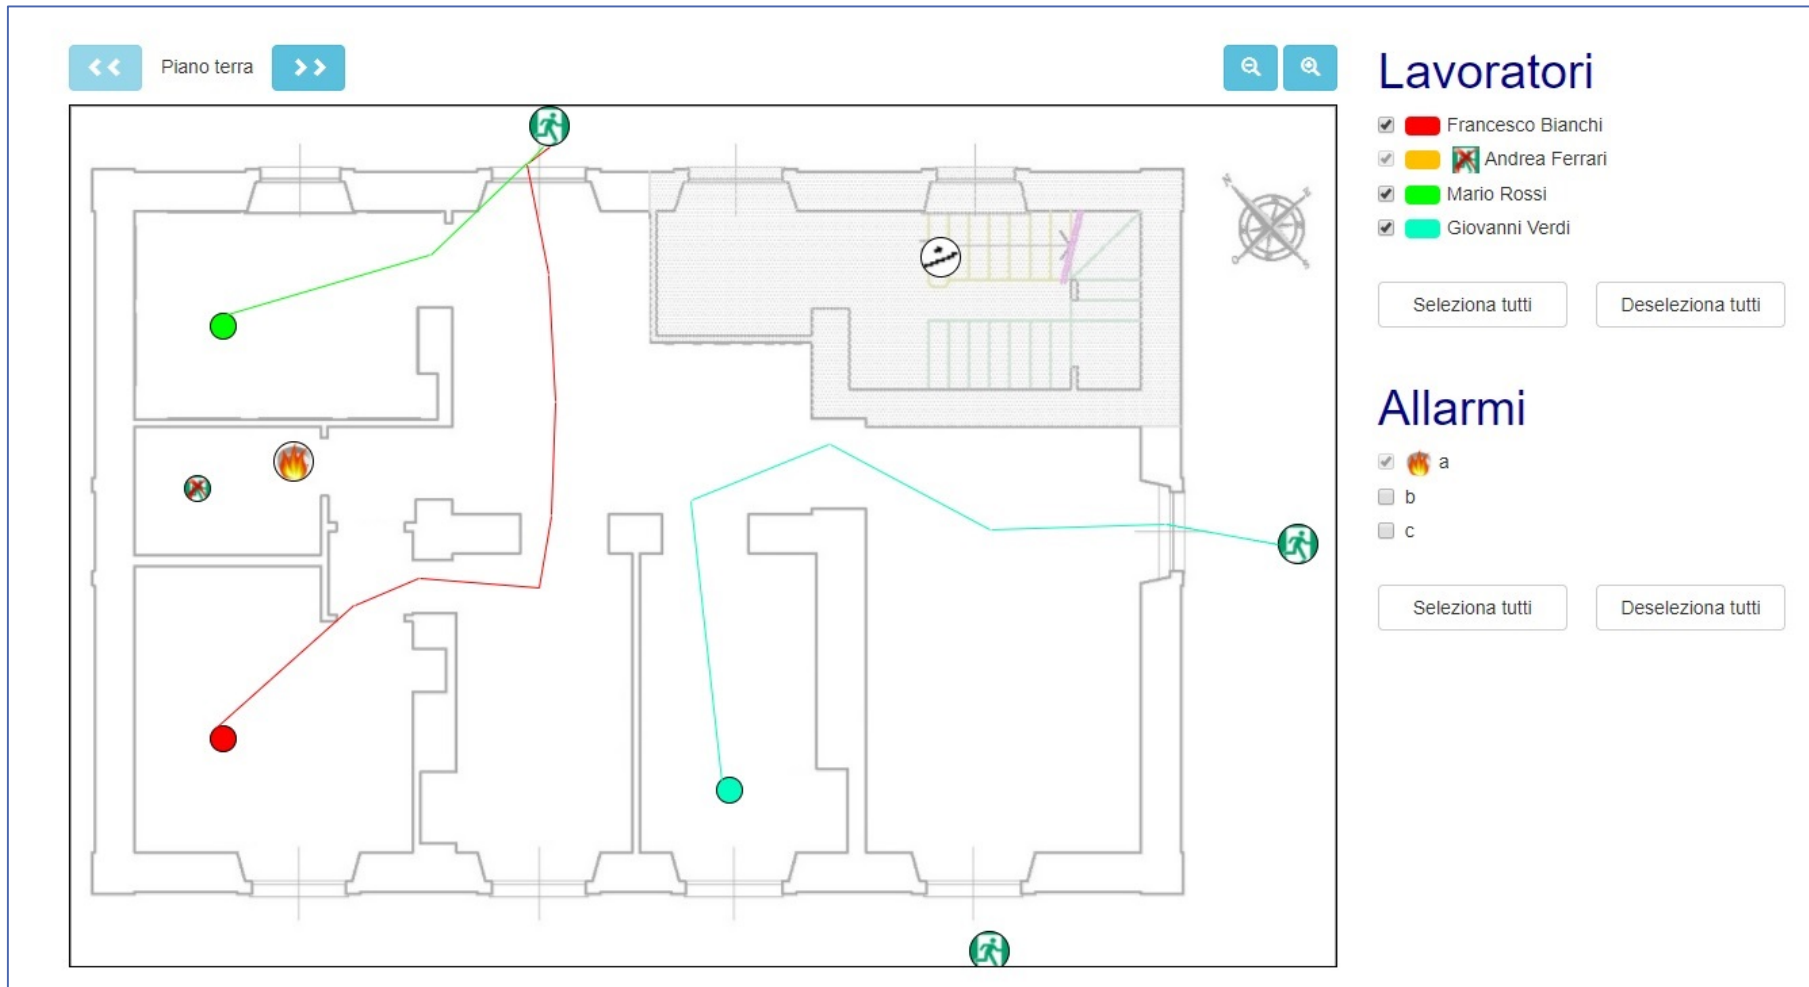 Piano terra
Lavoratori
Francesco Bianchi
Andrea Ferrari
Mario Rossi
Giovanni Verdi
Seleziona tutti
Deseleziona tutti
Allarmi
a
b
c
Seleziona tutti
Deseleziona tutti